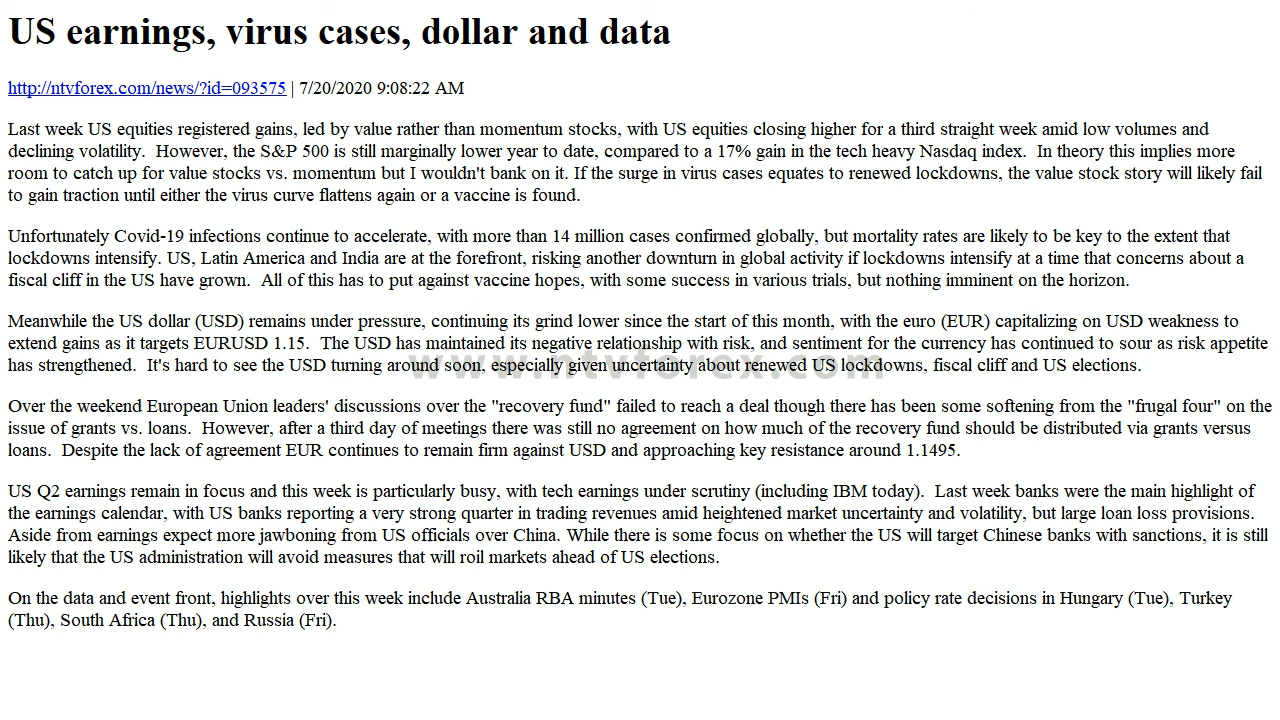 US earnings, virus cases, dollar and data
http://ntvforex.com/news/?id=093575 | 7/20/2020 9:08:22 AM
Last week US equities registered gains, led by value rather than momentum stocks, with US equities closing higher for a third straight week amid low volumes and
declining volatility.  However, the S&P 500 is still marginally lower year to date, compared to a 17% gain in the tech heavy Nasdaq index.  In theory this implies more
room to catch up for value stocks vs. momentum but I wouldn't bank on it. If the surge in virus cases equates to renewed lockdowns, the value stock story will likely fail
to gain traction until either the virus curve flattens again or a vaccine is found.
Unfortunately Covid-19 infections continue to accelerate, with more than 14 million cases confirmed globally, but mortality rates are likely to be key to the extent that
lockdowns intensify. US, Latin America and India are at the forefront, risking another downturn in global activity if lockdowns intensify at a time that concerns about a
fiscal cliff in the US have grown.  All of this has to put against vaccine hopes, with some success in various trials, but nothing imminent on the horizon.
Meanwhile the US dollar (USD) remains under pressure, continuing its grind lower since the start of this month, with the euro (EUR) capitalizing on USD weakness to
extend gains as it targets EURUSD 1.15.  The USD has maintained its negative relationship with risk, and sentiment for the currency has continued to sour as risk appetite
has strengthened.  It's hard to see the USD turning around soon, especially given uncertainty about renewed US lockdowns, fiscal cliff and US elections.
www.ntvforex.com
Over the weekend European Union leaders' discussions over the "recovery fund" failed to reach a deal though there has been some softening from the "frugal four" on the
issue of grants vs. loans.  However, after a third day of meetings there was still no agreement on how much of the recovery fund should be distributed via grants versus
loans.  Despite the lack of agreement EUR continues to remain firm against USD and approaching key resistance around 1.1495.
US Q2 earnings remain in focus and this week is particularly busy, with tech earnings under scrutiny (including IBM today).  Last week banks were the main highlight of
the earnings calendar, with US banks reporting a very strong quarter in trading revenues amid heightened market uncertainty and volatility, but large loan loss provisions.
Aside from earnings expect more jawboning from US officials over China. While there is some focus on whether the US will target Chinese banks with sanctions, it is still
likely that the US administration will avoid measures that will roil markets ahead of US elections.
On the data and event front, highlights over this week include Australia RBA minutes (Tue), Eurozone PMIs (Fri) and policy rate decisions in Hungary (Tue), Turkey
(Thu), South Africa (Thu), and Russia (Fri).